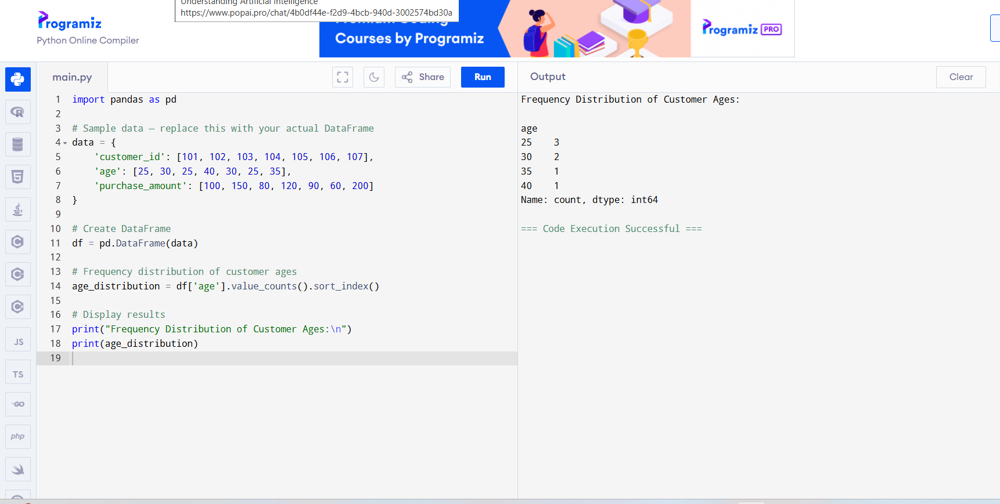 Understanding Artificial Intelligence
https://www.popai.pro/chat/4b0df44e-f2d9-4bcb-940d-3002574bd30a
Programiz
Python Online Compiler
Premium Coding
Courses by Programiz
Programiz PRO
main.py
Share
Run
Output
Clear
1 import pandas as pd
2
3 # Sample data — replace this with your actual DataFrame
4 data = {
5 'customer_id': [101, 102, 103, 104, 105, 106, 107],
6 'age': [25, 30, 25, 40, 30, 25, 35],
7 'purchase_amount': [100, 150, 80, 120, 90, 60, 200]
8 }
9
10 # Create DataFrame
11 df = pd.DataFrame(data)
12
13 # Frequency distribution of customer ages
14 age_distribution = df['age'].value_counts().sort_index()
15
16 # Display results
17 print("Frequency Distribution of Customer Ages:\n")
18 print(age_distribution)
19
Frequency Distribution of Customer Ages:
age
25 3
30 2
35 1
40 1
Name: count, dtype: int64
=== Code Execution Successful ===
JS
TS
GO
php